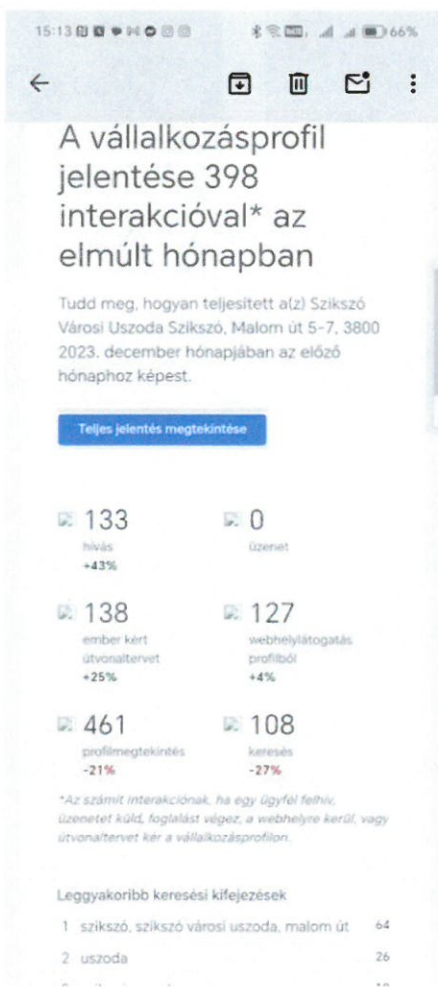 15:13
66%
A vállalkozásprofil
jelentése 398
interakcióval* az
elmúlt hónapban
Tudd meg, hogyan teljesített a(z) Szikszó
Városi Uszoda Szikszó, Malom út 5-7, 3800
2023. december hónapjában az előző
hónaphoz képest.
Teljes jelentés megtekintése
133 0
hívás üzenet
+43%
138 127
ember kért webhelylátogatás
útvonaltervet profilból
+25% +4%
461 108
profilmegtekintés keresés
-21% -27%
*Az számít interakciónak, ha egy ügyfél felhív,
üzenetet küld, foglalást végez, a webhelyre kerül, vagy
útvonaltervet kér a vállalkozásprofilon.
Leggyakoribb keresési kifejezések
1 szikszó, szikszó városi uszoda, malom út 64
2 uszoda 26